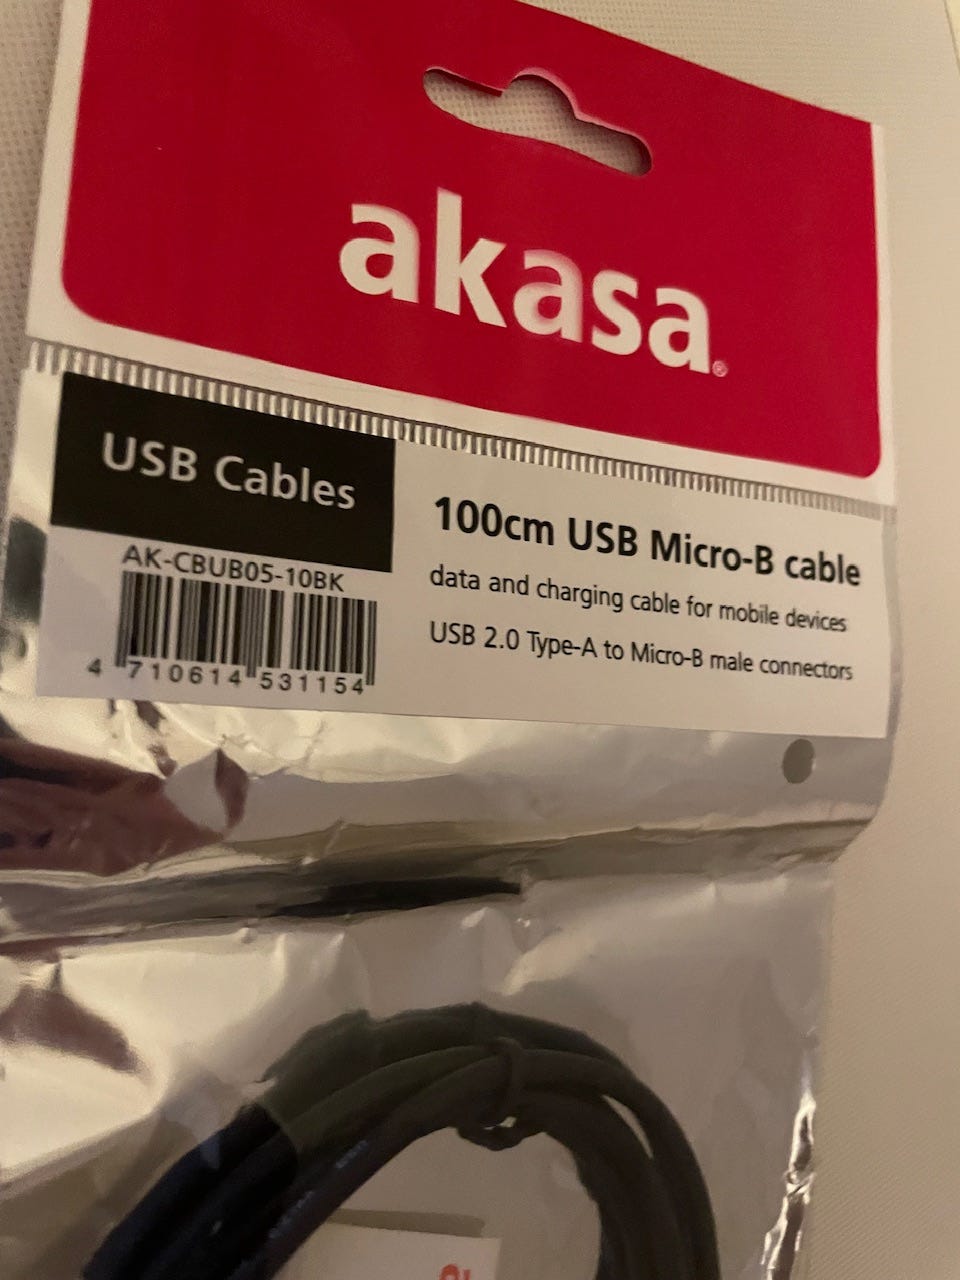 akasa®
USB Cables
AK-CBUB05-10BK
4 710614 531154
100cm USB Micro-B cable
data and charging cable for mobile devices
USB 2.0 Type-A to Micro-B male connectors